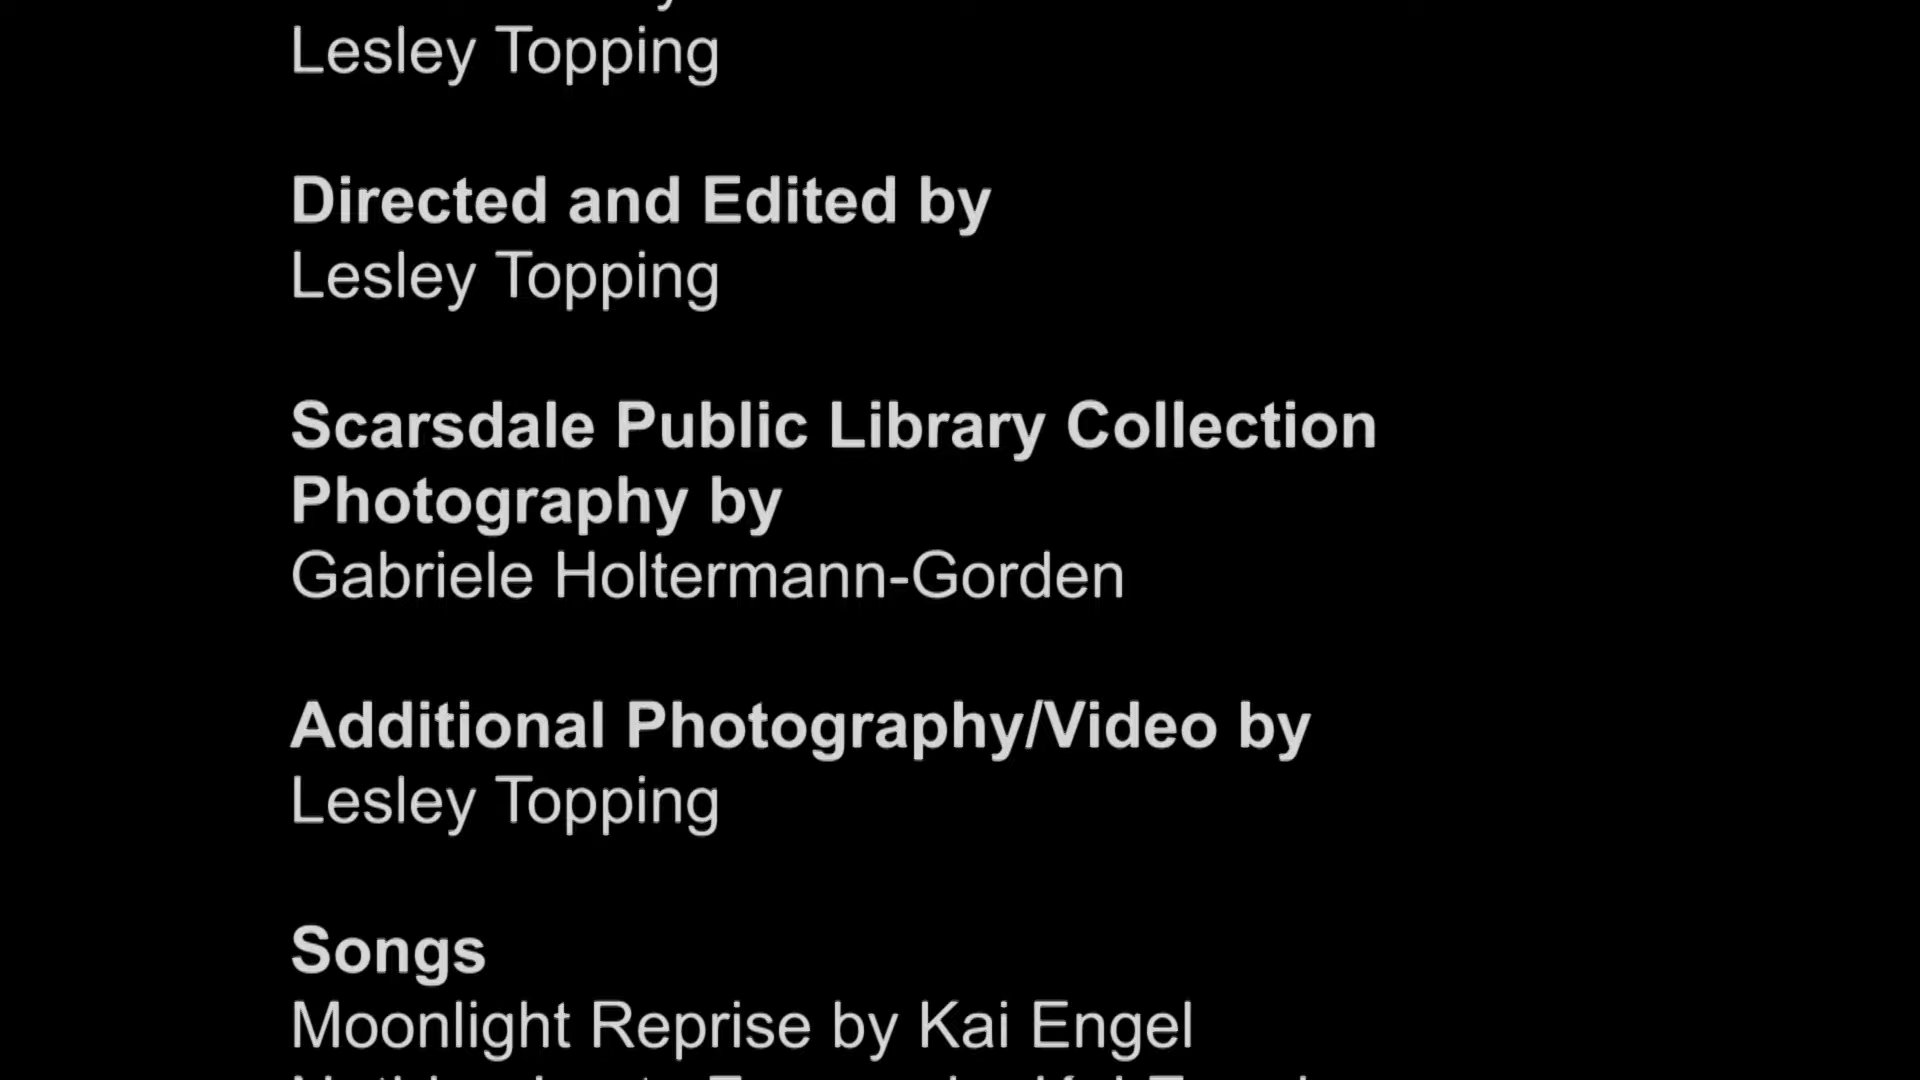 Lesley Topping
Directed and Edited by
Lesley Topping
Scarsdale Public Library Collection
Photography by
Gabriele Holtermann-Gorden
Additional Photography/Video by
Lesley Topping
Songs
Moonlight Reprise by Kai Engel